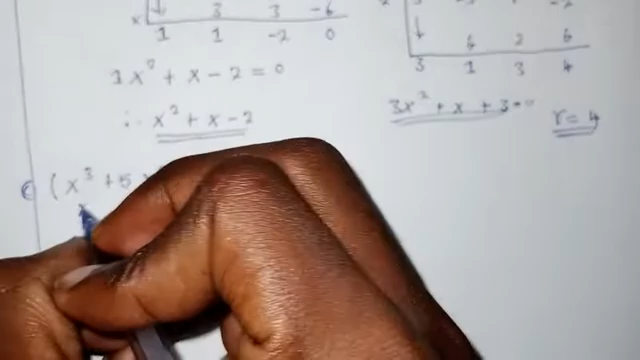 x 3 3 -6
1 1 -2 0
1x² + x - 2 = 0
∴ x² + x - 2
6 2 6
3 1 3 4
3x² + x + 3 = 0
r = 4
c (x³ + 5
x